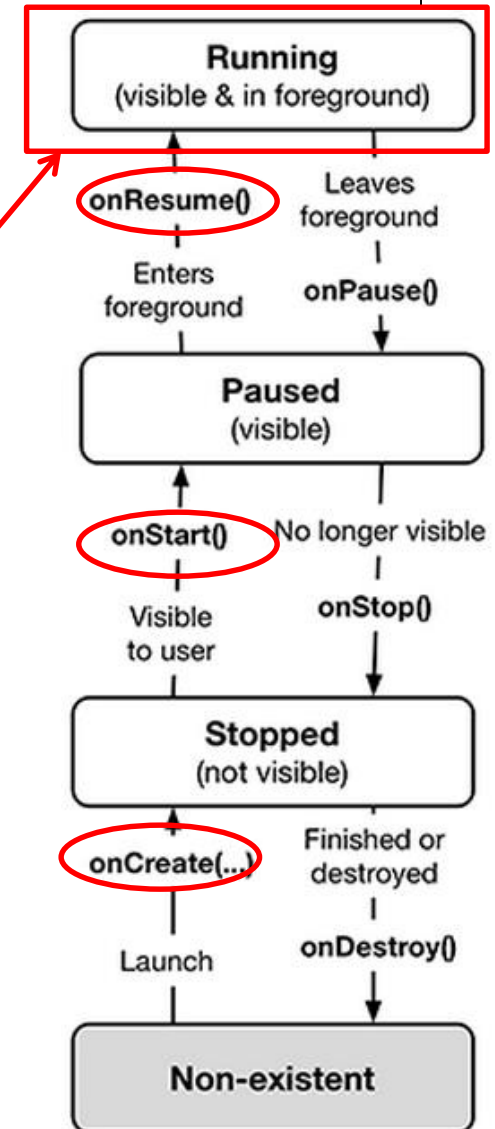 Running
(visible & in foreground)
onResume()
Leaves
foreground
Enters
foreground
onPause()
Paused
(visible)
onStart()
No longer visible
Visible
to user
onStop()
Stopped
(not visible)
onCreate(...)
Finished or
destroyed
Launch
onDestroy()
Non-existent